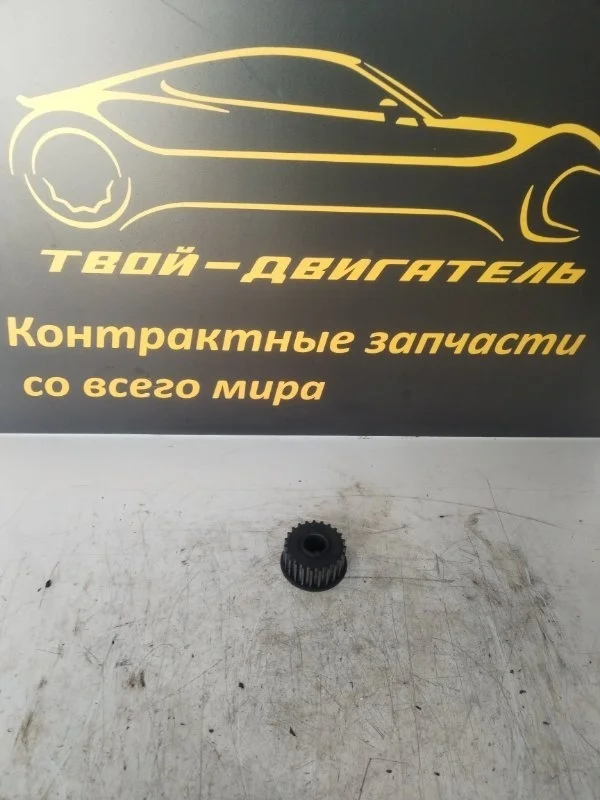 ТВОЙ-ДВИГАТЕЛЬ
Контрактные запчасти
со всего мира